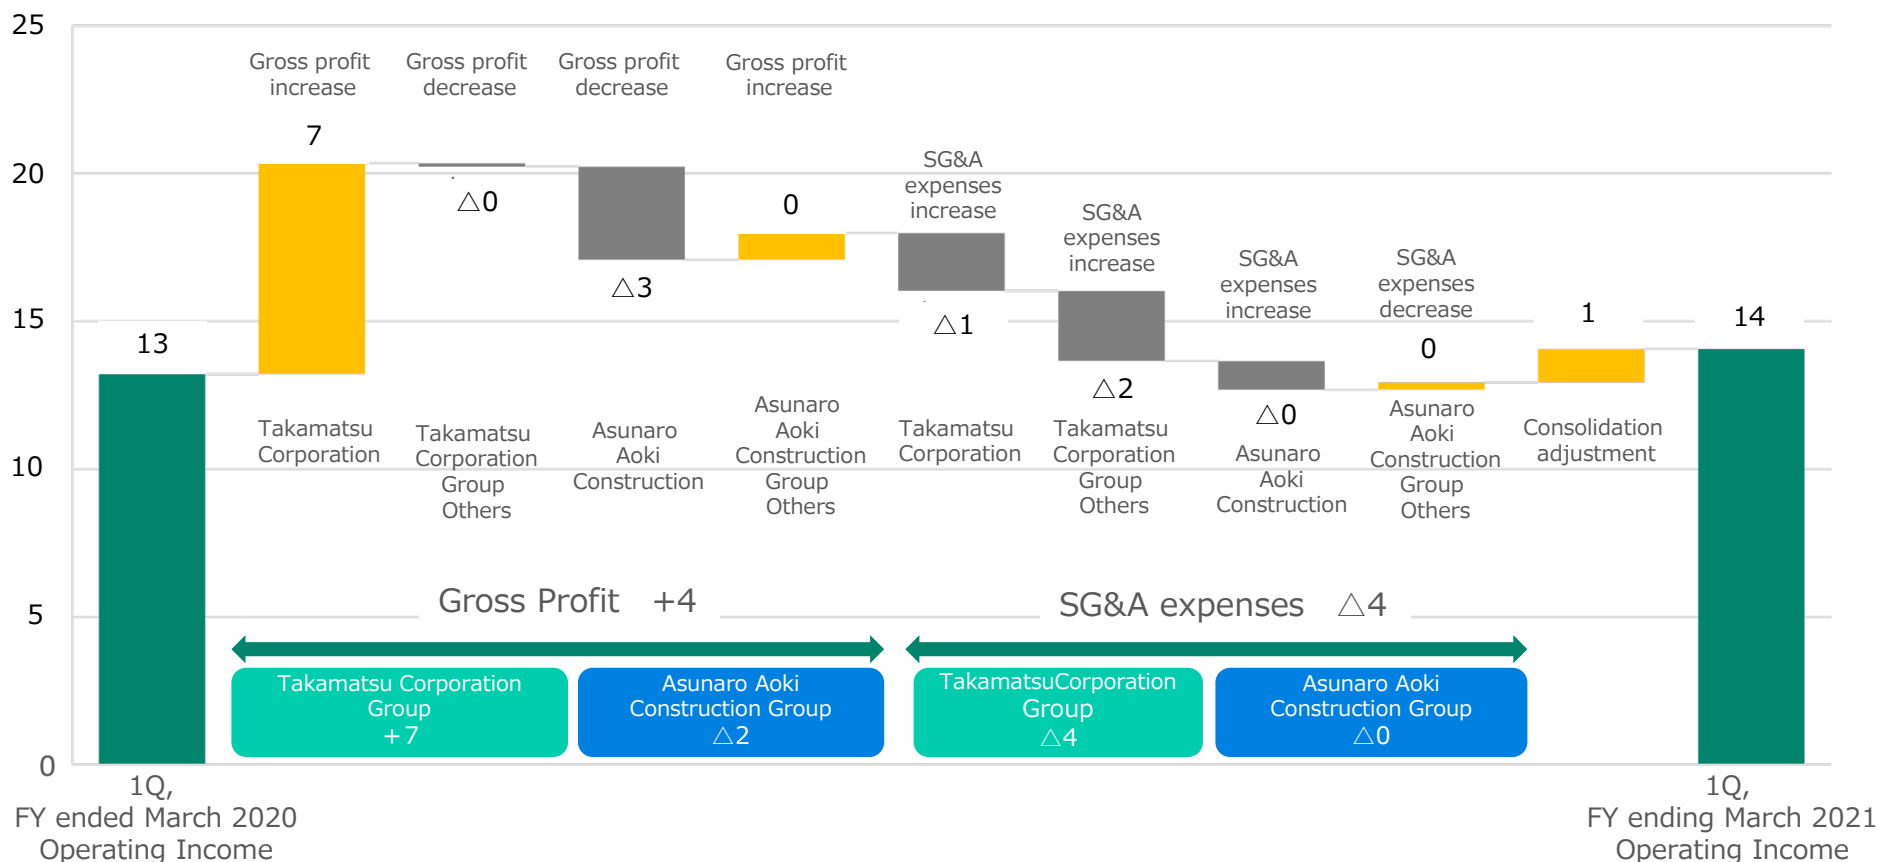 25
20
15
10
5
0
Gross profit
increase
7
Gross profit
decrease
△0
Gross profit
decrease
△3
Gross profit
increase
0
SG&A
expenses
increase
△1
SG&A
expenses
increase
△2
SG&A
expenses
increase
△0
SG&A
expenses
decrease
0
1
13
14
Takamatsu
Corporation
Takamatsu
Corporation
Group
Others
Asunaro
Aoki
Construction
Asunaro
Aoki
Construction
Group
Others
Takamatsu
Corporation
Takamatsu
Corporation
Group
Others
Asunaro
Aoki
Construction
Asunaro
Aoki
Construction
Group
Others
Consolidation
adjustment
Gross Profit +4
SG&A expenses △4
Takamatsu Corporation
Group
+7
Asunaro Aoki
Construction Group
△2
TakamatsuCorporation
Group
△4
Asunaro Aoki
Construction Group
△0
1Q,
FY ended March 2020
Operating Income
1Q,
FY ending March 2021
Operating Income